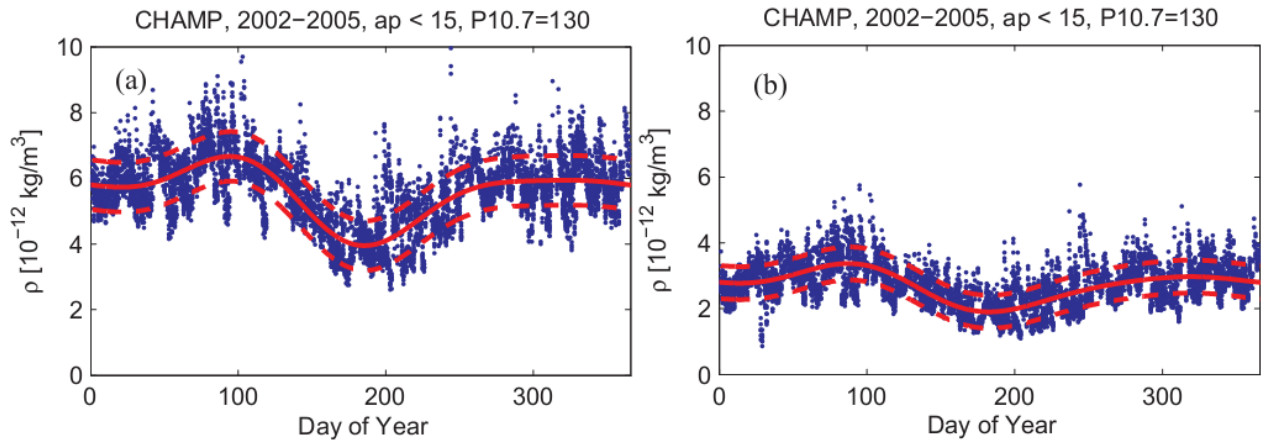 CHAMP, 2002−2005, ap < 15, P10.7=130
(a)
10
8
6
4
2
0
ρ [10⁻¹² kg/m³]
0 100 200 300
Day of Year
CHAMP, 2002−2005, ap < 15, P10.7=130
(b)
10
8
6
4
2
0
ρ [10⁻¹² kg/m³]
0 100 200 300
Day of Year